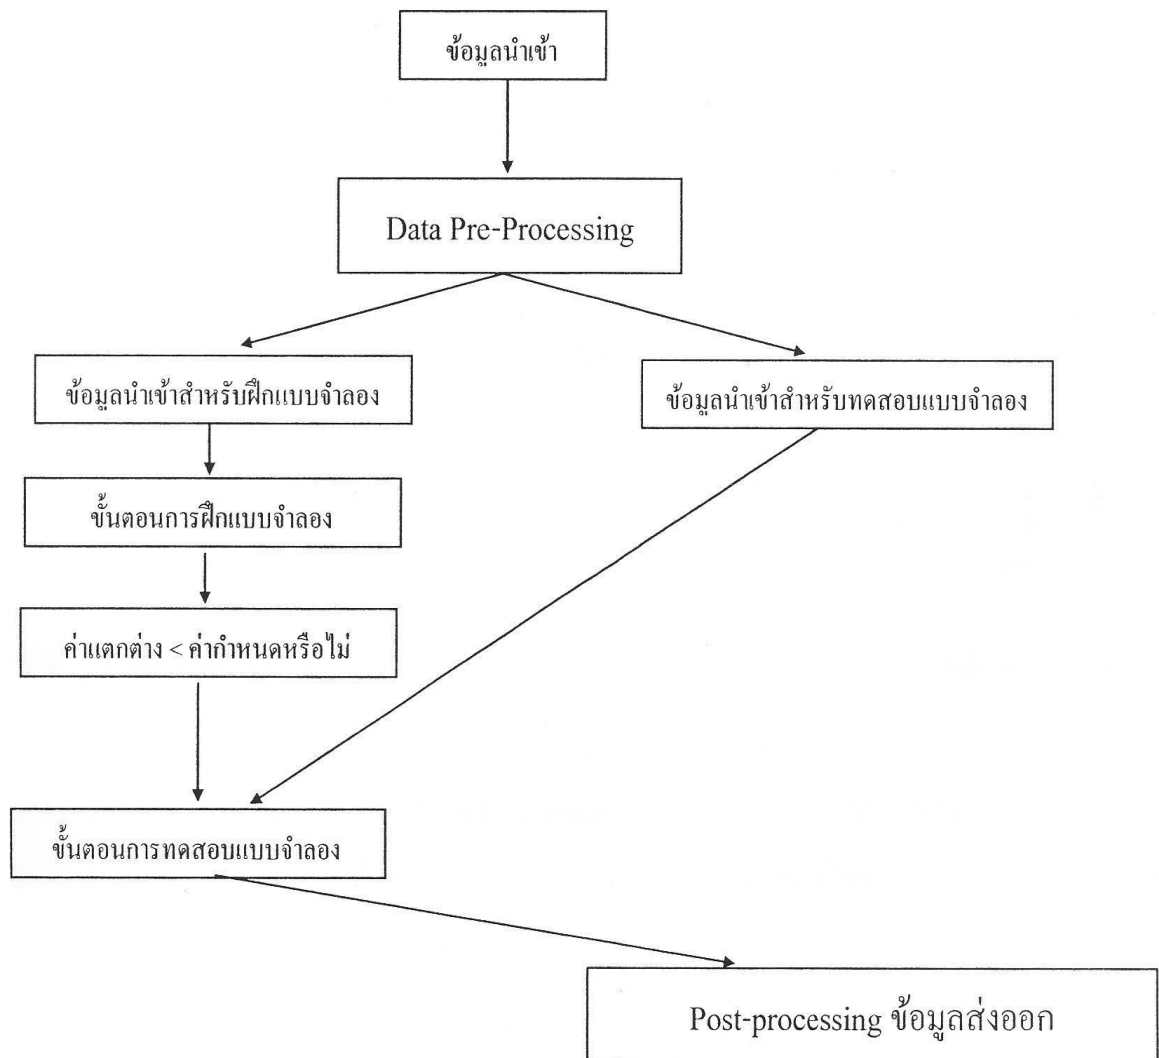 ข้อมูลนำเข้า
Data Pre-Processing
ข้อมูลนำเข้าสำหรับฝึกแบบจำลอง
ข้อมูลนำเข้าสำหรับทดสอบแบบจำลอง
ขั้นตอนการฝึกแบบจำลอง
ค่าแตกต่าง < ค่ากำหนดหรือไม่
ขั้นตอนการทดสอบแบบจำลอง
Post-processing ข้อมูลส่งออก